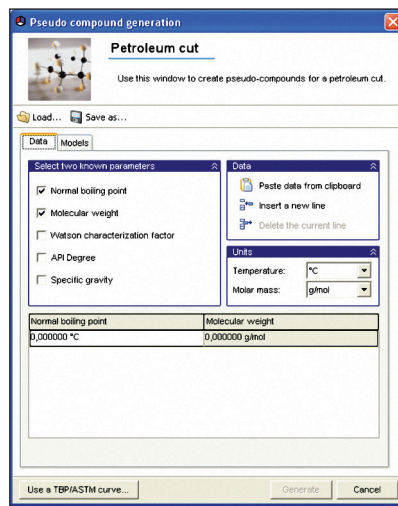 Pseudo compound generation
Petroleum cut
Use this window to create pseudo-compounds for a petroleum cut.
Load... Save as...
Data Models
Select two known parameters
Normal boiling point
Molecular weight
Watson characterization factor
API Degree
Specific gravity
Data
Paste data from clipboard
Insert a new line
Delete the current line
Units
Temperature: °C
Molar mass: g/mol
Normal boiling point Molecular weight
0,000000 °C 0,000000 g/mol
Use a TBP/ASTM curve... Generate Cancel